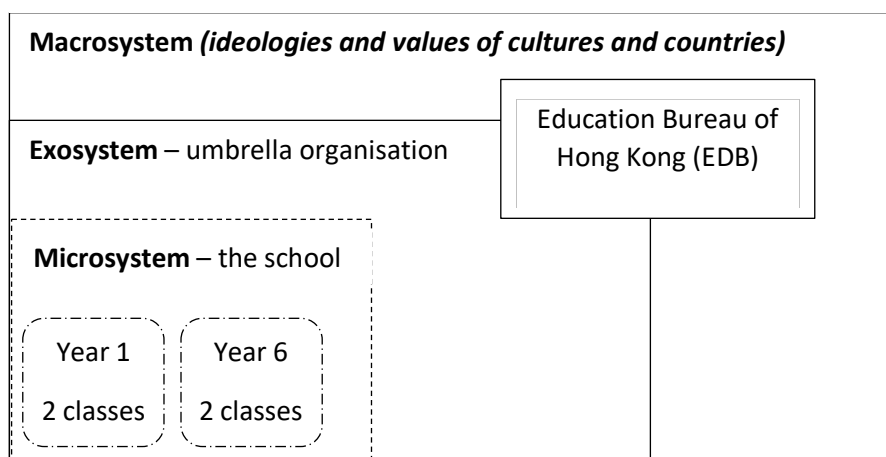 Macrosystem (ideologies and values of cultures and countries)
Education Bureau of
Hong Kong (EDB)
Exosystem – umbrella organisation
Microsystem – the school
Year 1
2 classes
Year 6
2 classes